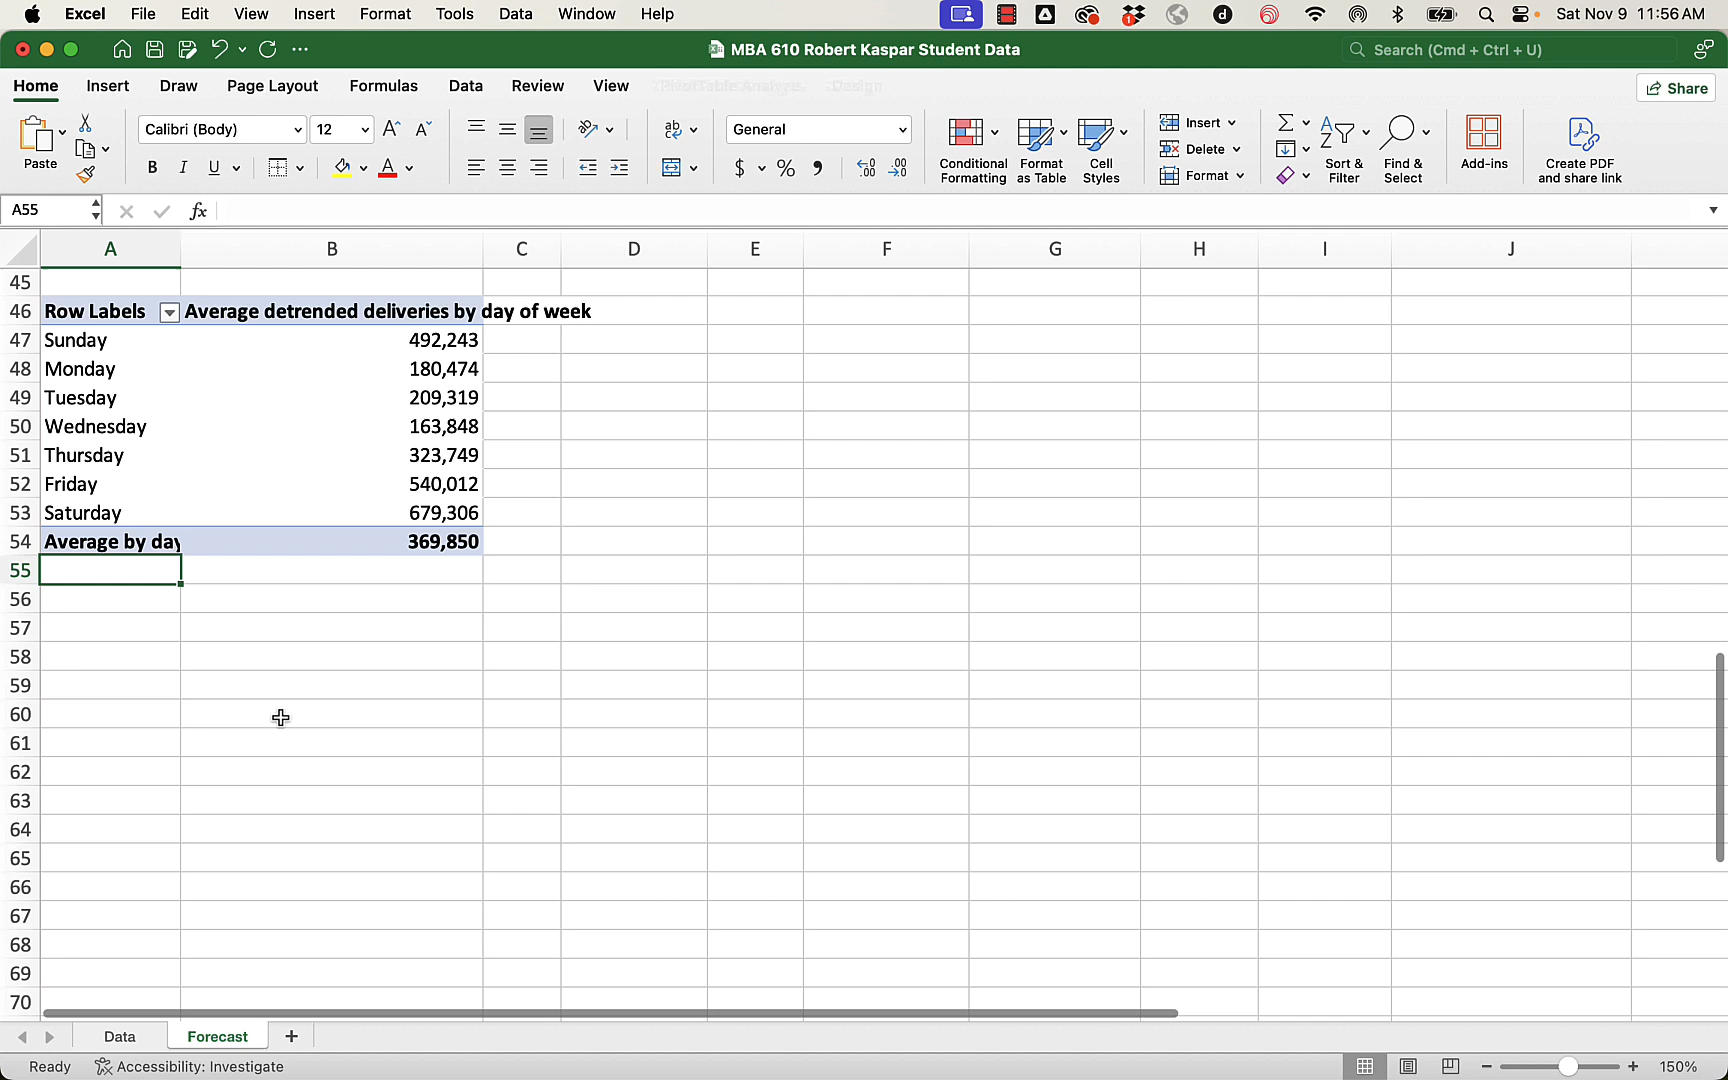 Excel File Edit View Insert Format Tools Data Window Help Sat Nov 9 11:56 AM
MBA 610 Robert Kaspar Student Data
Search (Cmd + Ctrl + U)
Home Insert Draw Page Layout Formulas Data Review View PivotTable Analyze Design
Share
Paste
Calibri (Body) 12
B I U
General
Conditional Formatting
Format as Table
Cell Styles
Insert
Delete
Format
Sort & Filter
Find & Select
Add-ins
Create PDF and share link
A55 fx
A B C D E F G H I J
45
46 Row Labels Average detrended deliveries by day of week
47 Sunday 492,243
48 Monday 180,474
49 Tuesday 209,319
50 Wednesday 163,848
51 Thursday 323,749
52 Friday 540,012
53 Saturday 679,306
54 Average by day 369,850
55
56
57
58
59
60
61
62
63
64
65
66
67
68
69
70
Data Forecast
Ready Accessibility: Investigate 150%